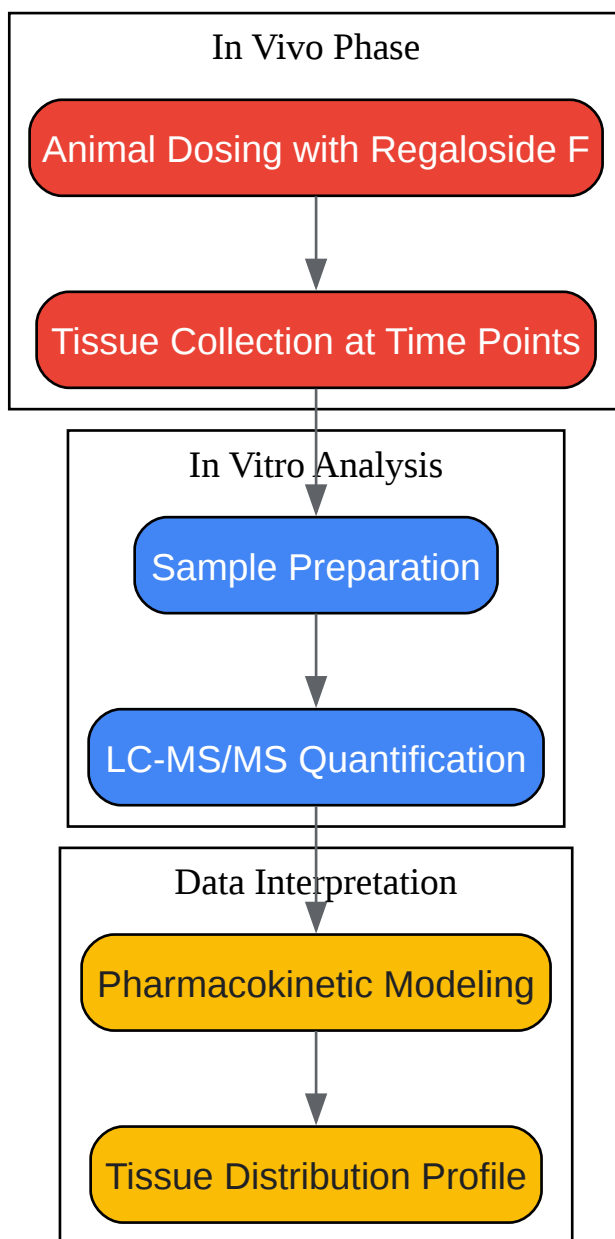 In Vivo Phase
Animal Dosing with Regaloside F
Tissue Collection at Time Points
In Vitro Analysis
Sample Preparation
LC-MS/MS Quantification
Data Interpretation
Pharmacokinetic Modeling
Tissue Distribution Profile